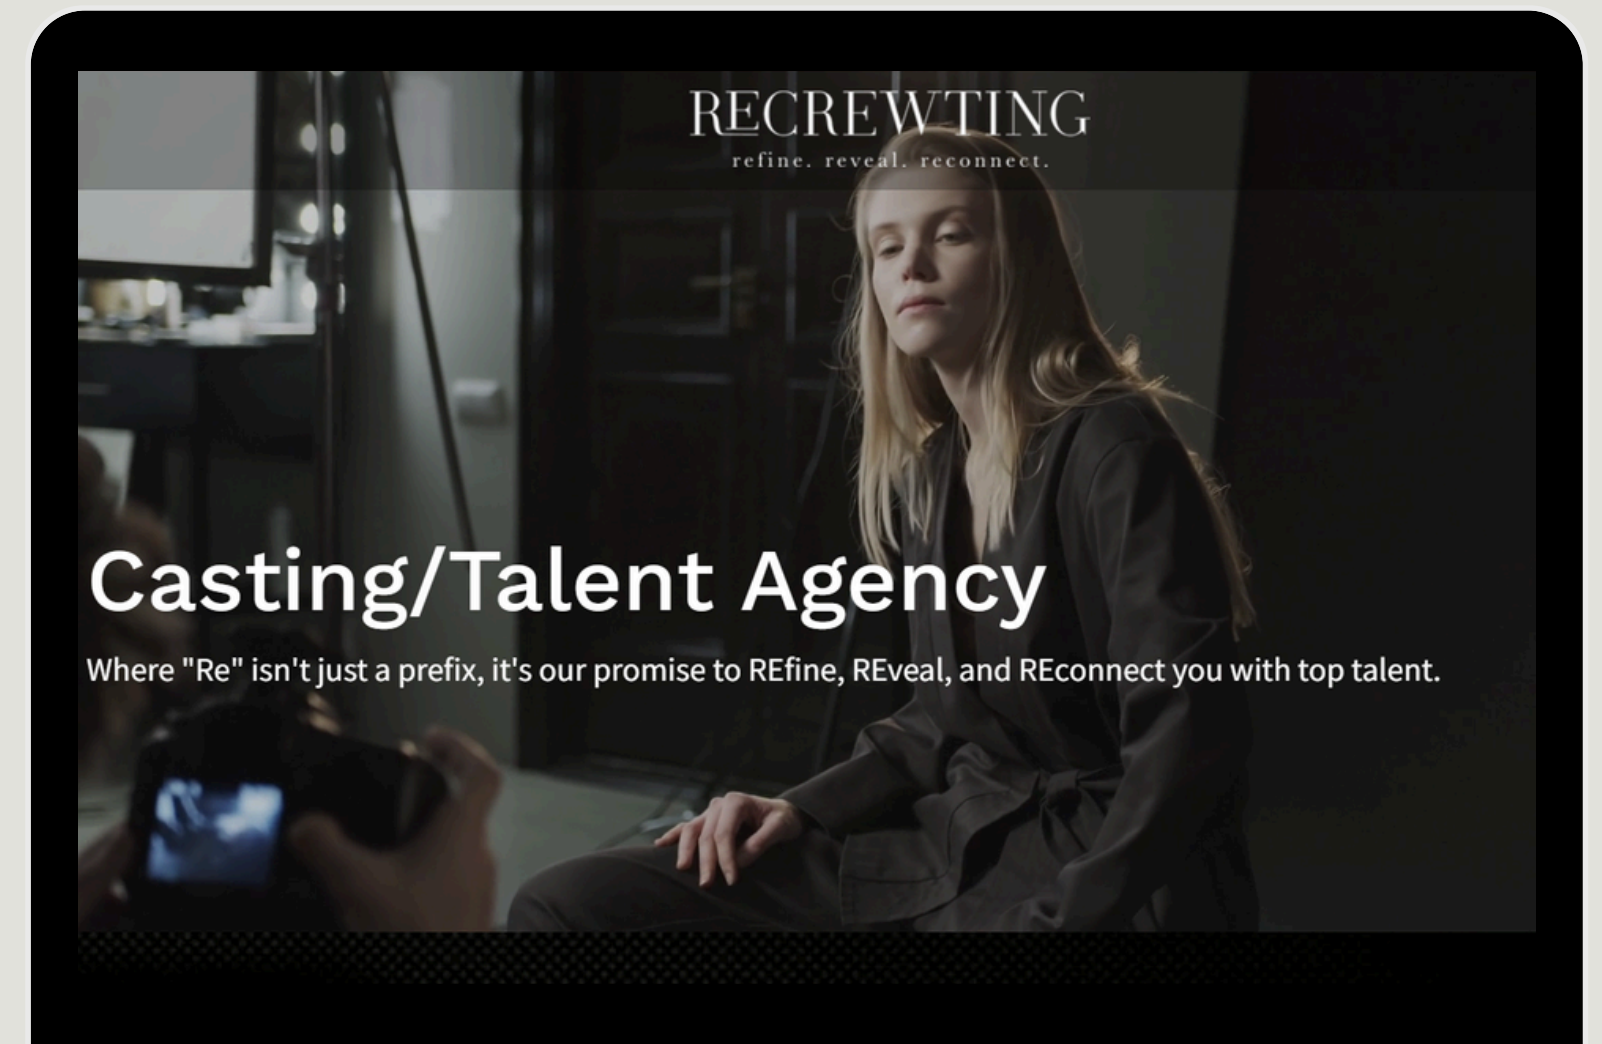 RECREWTING
refine. reveal. reconnect.
Casting/Talent Agency
Where "Re" isn't just a prefix, it's our promise to REfine, REveal, and REconnect you with top talent.